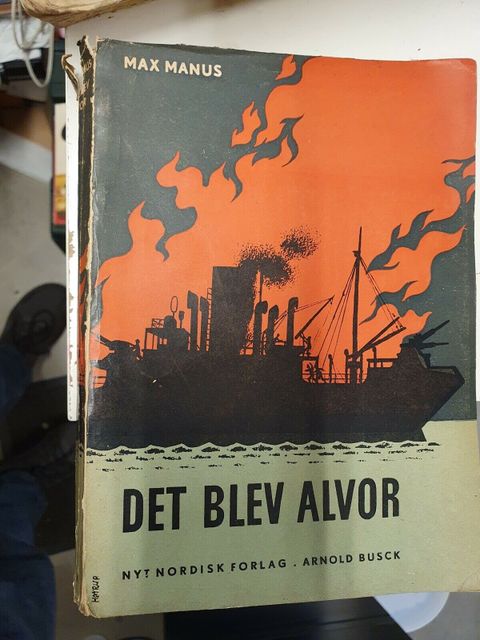 MAX MANUS
DET BLEV ALVOR
NYT NORDISK FORLAG . ARNOLD BUSCK